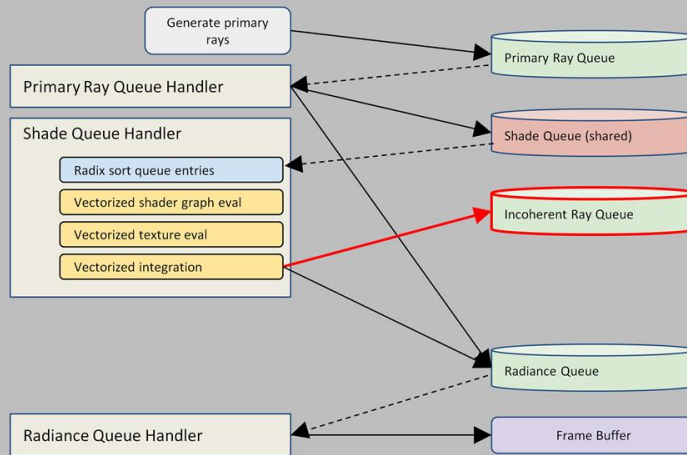 Generate primary
rays
Primary Ray Queue
Primary Ray Queue Handler
Shade Queue Handler
Shade Queue (shared)
Radix sort queue entries
Vectorized shader graph eval
Incoherent Ray Queue
Vectorized texture eval
Vectorized integration
Radiance Queue
Radiance Queue Handler
Frame Buffer